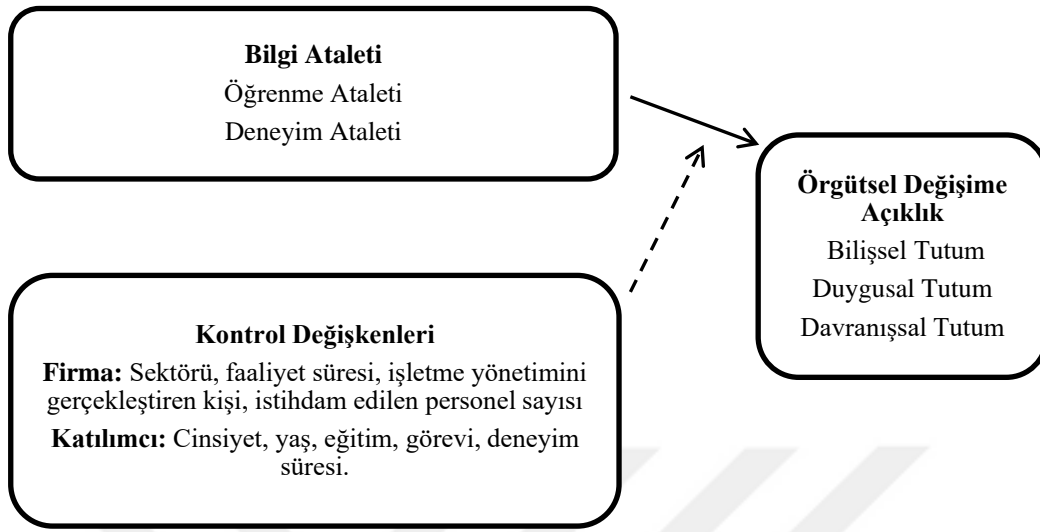 Bilgi Ataleti
Öğrenme Ataleti
Deneyim Ataleti
Örgütsel Değişime
Açıklık
Bilişsel Tutum
Duygusal Tutum
Davranışsal Tutum
Kontrol Değişkenleri
Firma: Sektörü, faaliyet süresi, işletme yönetimini
gerçekleştiren kişi, istihdam edilen personel sayısı
Katılımcı: Cinsiyet, yaş, eğitim, görevi, deneyim
süresi.